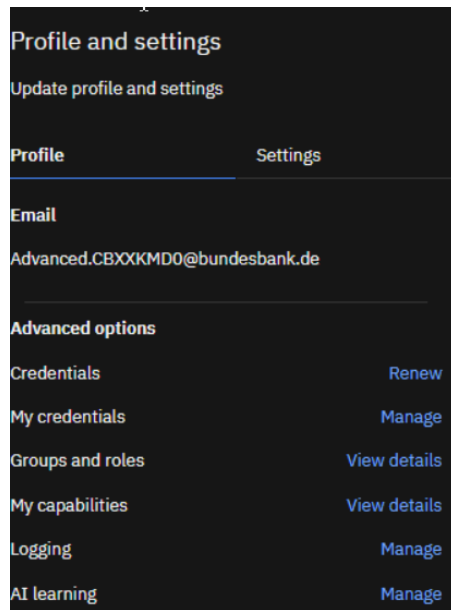 Profile and settings
Update profile and settings
Profile Settings
Email
Advanced.CBXXKMD0@bundesbank.de
Advanced options
Credentials Renew
My credentials Manage
Groups and roles View details
My capabilities View details
Logging Manage
AI learning Manage